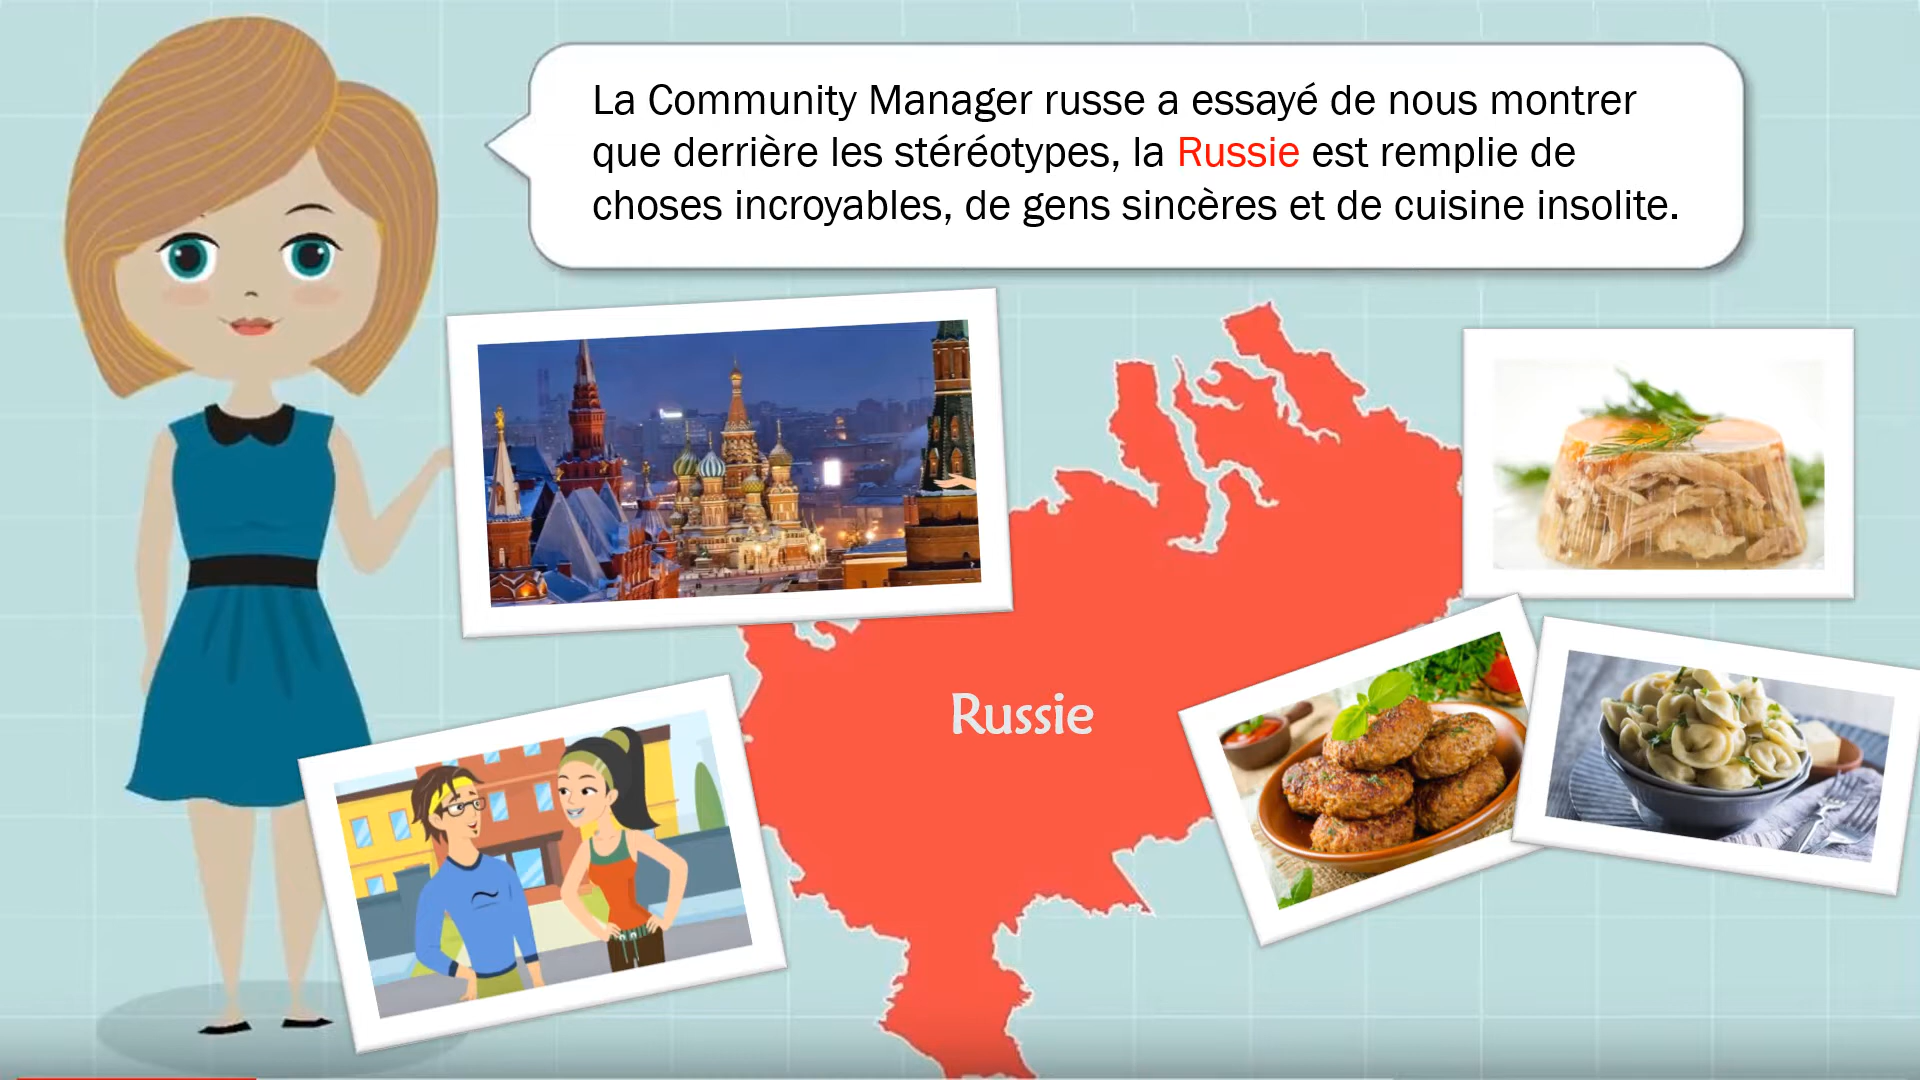 La Community Manager russe a essayé de nous montrer
que derrière les stéréotypes, la Russie est remplie de
choses incroyables, de gens sincères et de cuisine insolite.
Russie